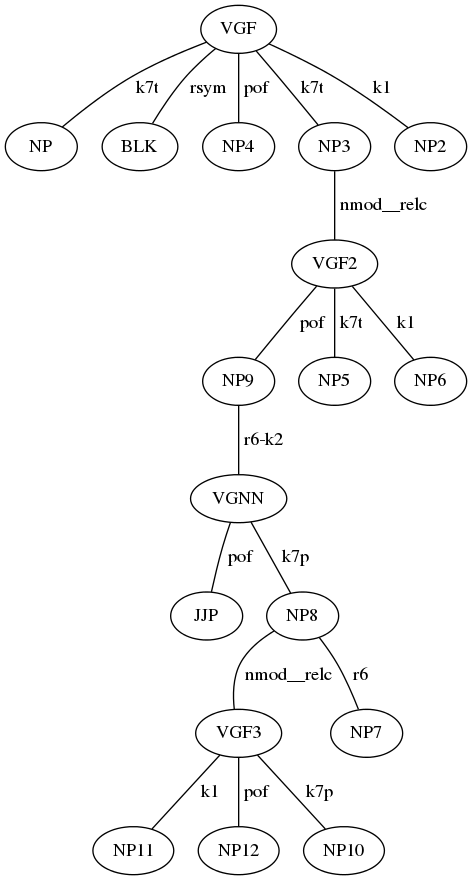 VGF
k7t rsym pof k7t k1
NP BLK NP4 NP3 NP2
nmod__relc
VGF2
pof k7t k1
NP9 NP5 NP6
r6-k2
VGNN
pof k7p
JJP NP8
nmod__relc r6
VGF3 NP7
k1 pof k7p
NP11 NP12 NP10